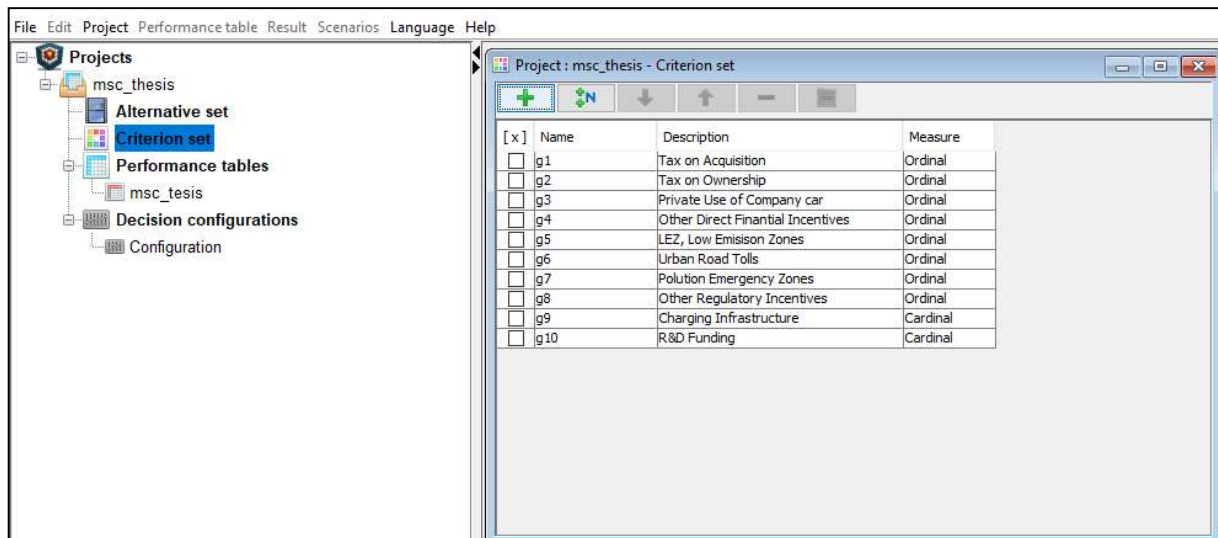 File Edit Project Performance table Result Scenarios Language Help
Projects
msc_thesis
Alternative set
Criterion set
Performance tables
msc_tesis
Decision configurations
Configuration
Project : msc_thesis - Criterion set
N
[x] Name Description Measure
g1 Tax on Acquisition Ordinal
g2 Tax on Ownership Ordinal
g3 Private Use of Company car Ordinal
g4 Other Direct Finantial Incentives Ordinal
g5 LEZ, Low Emisison Zones Ordinal
g6 Urban Road Tolls Ordinal
g7 Polution Emergency Zones Ordinal
g8 Other Regulatory Incentives Ordinal
g9 Charging Infrastructure Cardinal
g10 R&D Funding Cardinal